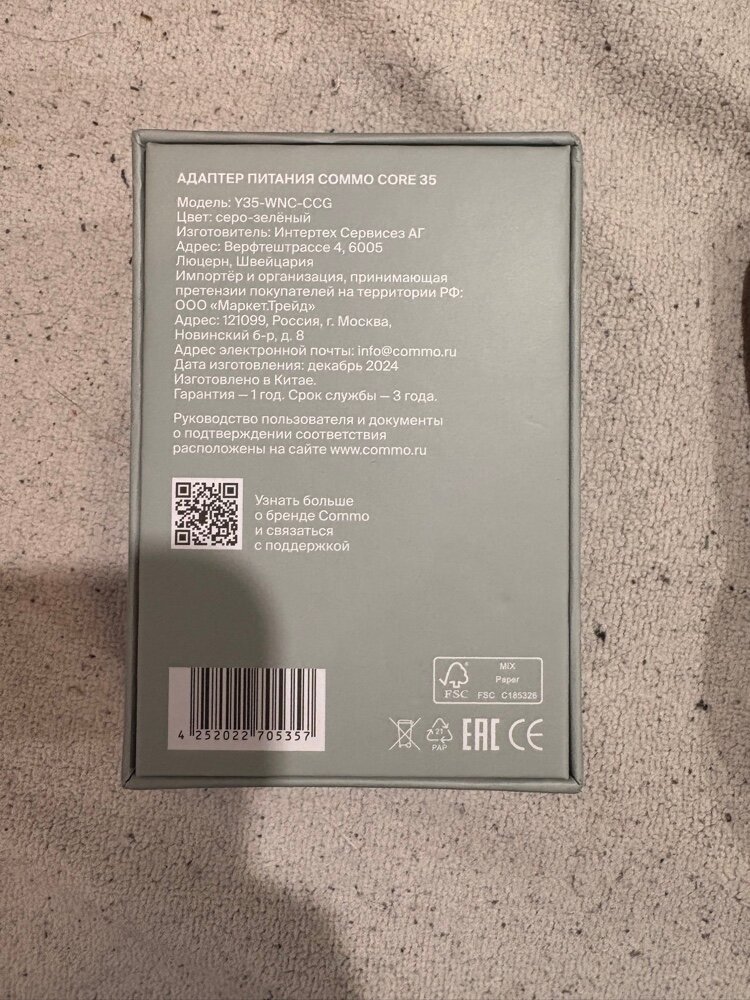 АДАПТЕР ПИТАНИЯ COMMO CORE 35
Модель: Y35-WNC-CCG
Цвет: серо-зелёный
Изготовитель: Интертех Сервисез АГ
Адрес: Верфтештрассе 4, 6005
Люцерн, Швейцария
Импортёр и организация, принимающая
претензии покупателей на территории РФ:
ООО «Маркет.Трейд»
Адрес: 121099, Россия, г. Москва,
Новинский б-р, д. 8
Адрес электронной почты: info@commo.ru
Дата изготовления: декабрь 2024
Изготовлено в Китае.
Гарантия – 1 год. Срок службы – 3 года.
Руководство пользователя и документы
о подтверждении соответствия
расположены на сайте www.commo.ru
Узнать больше
о бренде Commo
и связаться
с поддержкой
MIX
Paper
FSC FSC C185326
4 252022 705357
21
PAP
EAC CE